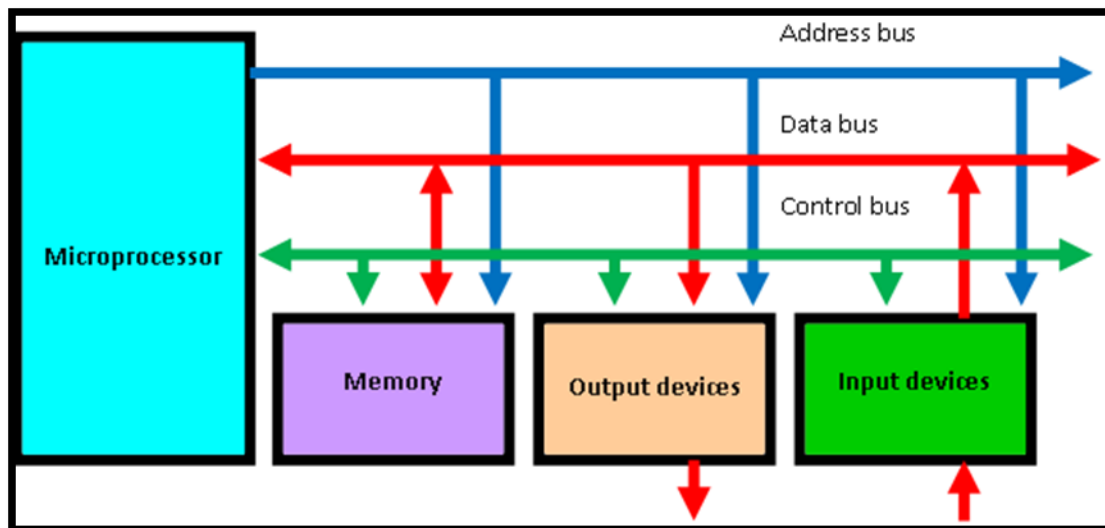 Address bus
Data bus
Control bus
Microprocessor
Memory
Output devices
Input devices